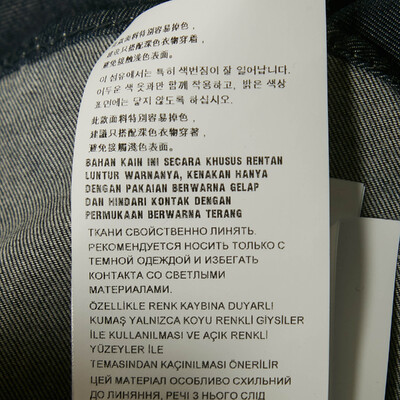 此款面料特别容易掉色，
建议只搭配深色衣物穿着，
避免接触浅色表面。
이 섬유에서는 특히 색번짐이 잘 일어납니다.
어두운 색 옷과만 함께 착용하고, 밝은 색상
표면에는 닿지 않도록 하십시오.
此款面料特別容易掉色，
建議只搭配深色衣物穿著，
避免接觸淺色表面。
BAHAN KAIN INI SECARA KHUSUS RENTAN
LUNTUR WARNANYA, KENAKAN HANYA
DENGAN PAKAIAN BERWARNA GELAP
DAN HINDARI KONTAK DENGAN
PERMUKAAN BERWARNA TERANG
ТКАНИ СВОЙСТВЕННО ЛИНЯТЬ.
РЕКОМЕНДУЕТСЯ НОСИТЬ ТОЛЬКО С
ТЕМНОЙ ОДЕЖДОЙ И ИЗБЕГАТЬ
КОНТАКТА СО СВЕТЛЫМИ
МАТЕРИАЛАМИ.
ÖZELLİKLE RENK KAYBINA DUYARLI
KUMAŞ YALNIZCA KOYU RENKLİ GİYSİLER
İLE KULLANILMASI VE AÇIK RENKLİ
YÜZEYLER İLE
TEMASINDAN KAÇINILMASI ÖNERİLİR
ЦЕЙ МАТЕРІАЛ ОСОБЛИВО СХИЛЬНИЙ
ДО ЛИНЯННЯ, РЕЧІ З НЬОГО СЛІД